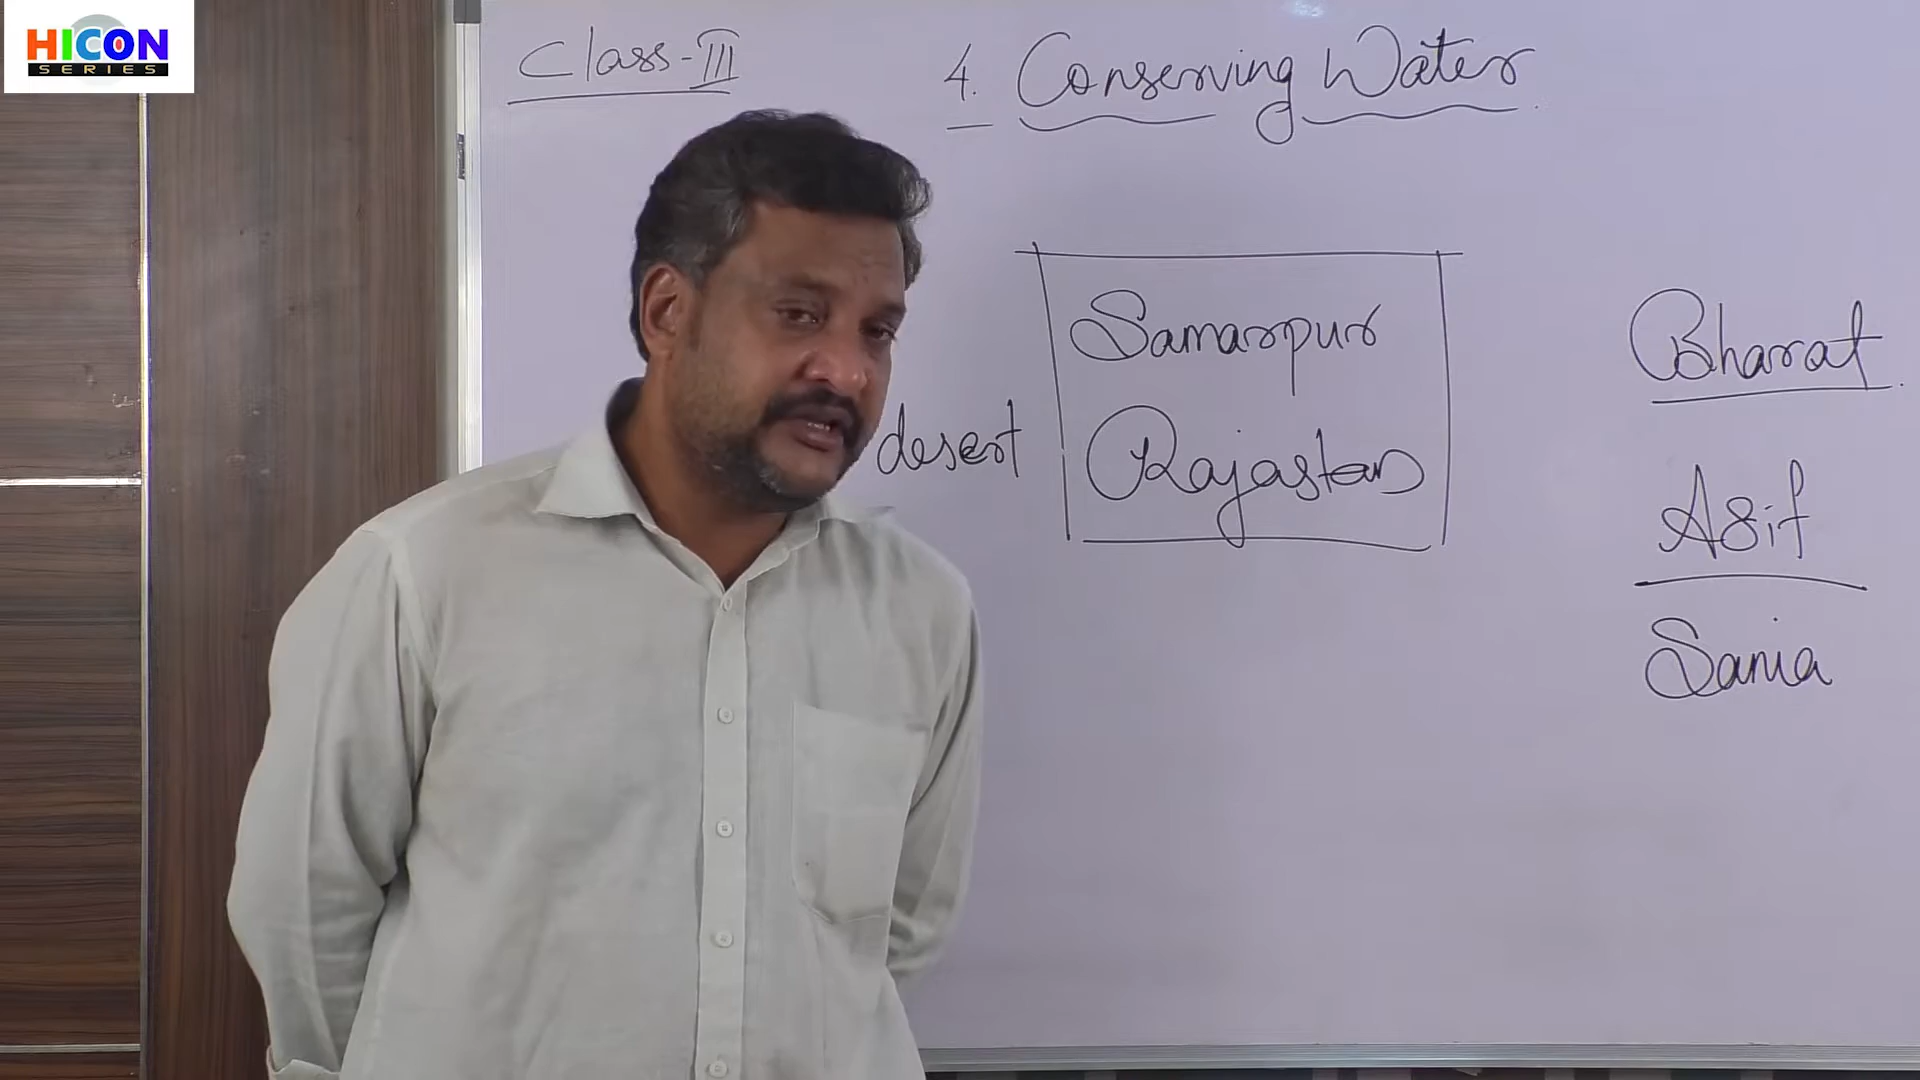 HICON
SERIES
Class-III
4. Conserving Water
Samarpur
desert
Rajastan
Bharat
Asif
Sania